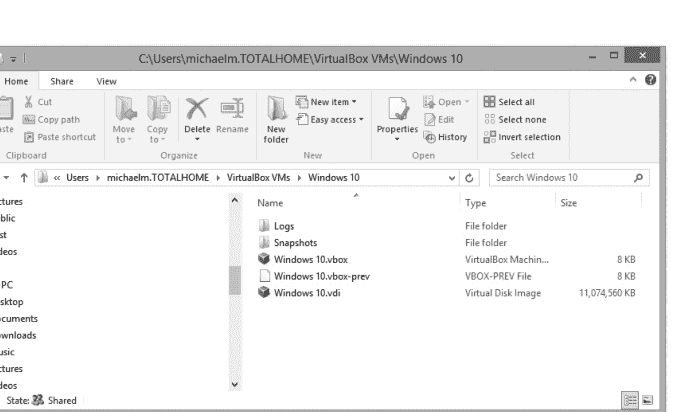 C:\Users\michaelm.TOTALHOME\VirtualBox VMs\Windows 10
Home Share View
Cut
Copy path
Paste shortcut
Move to
Copy to
Delete
Rename
New folder
New item
Easy access
Properties
Open
Edit
History
Select all
Select none
Invert selection
Clipboard Organize New Open Select
« Users michaelm.TOTALHOME VirtualBox VMs Windows 10
Search Windows 10
Name Type Size
Logs File folder
Snapshots File folder
Windows 10.vbox VirtualBox Machin... 8 KB
Windows 10.vbox-prev VBOX-PREV File 8 KB
Windows 10.vdi Virtual Disk Image 11,074,560 KB
ctures
blic
st
deos
PC
sktop
cuments
wnloads
usic
ctures
deos
State: Shared